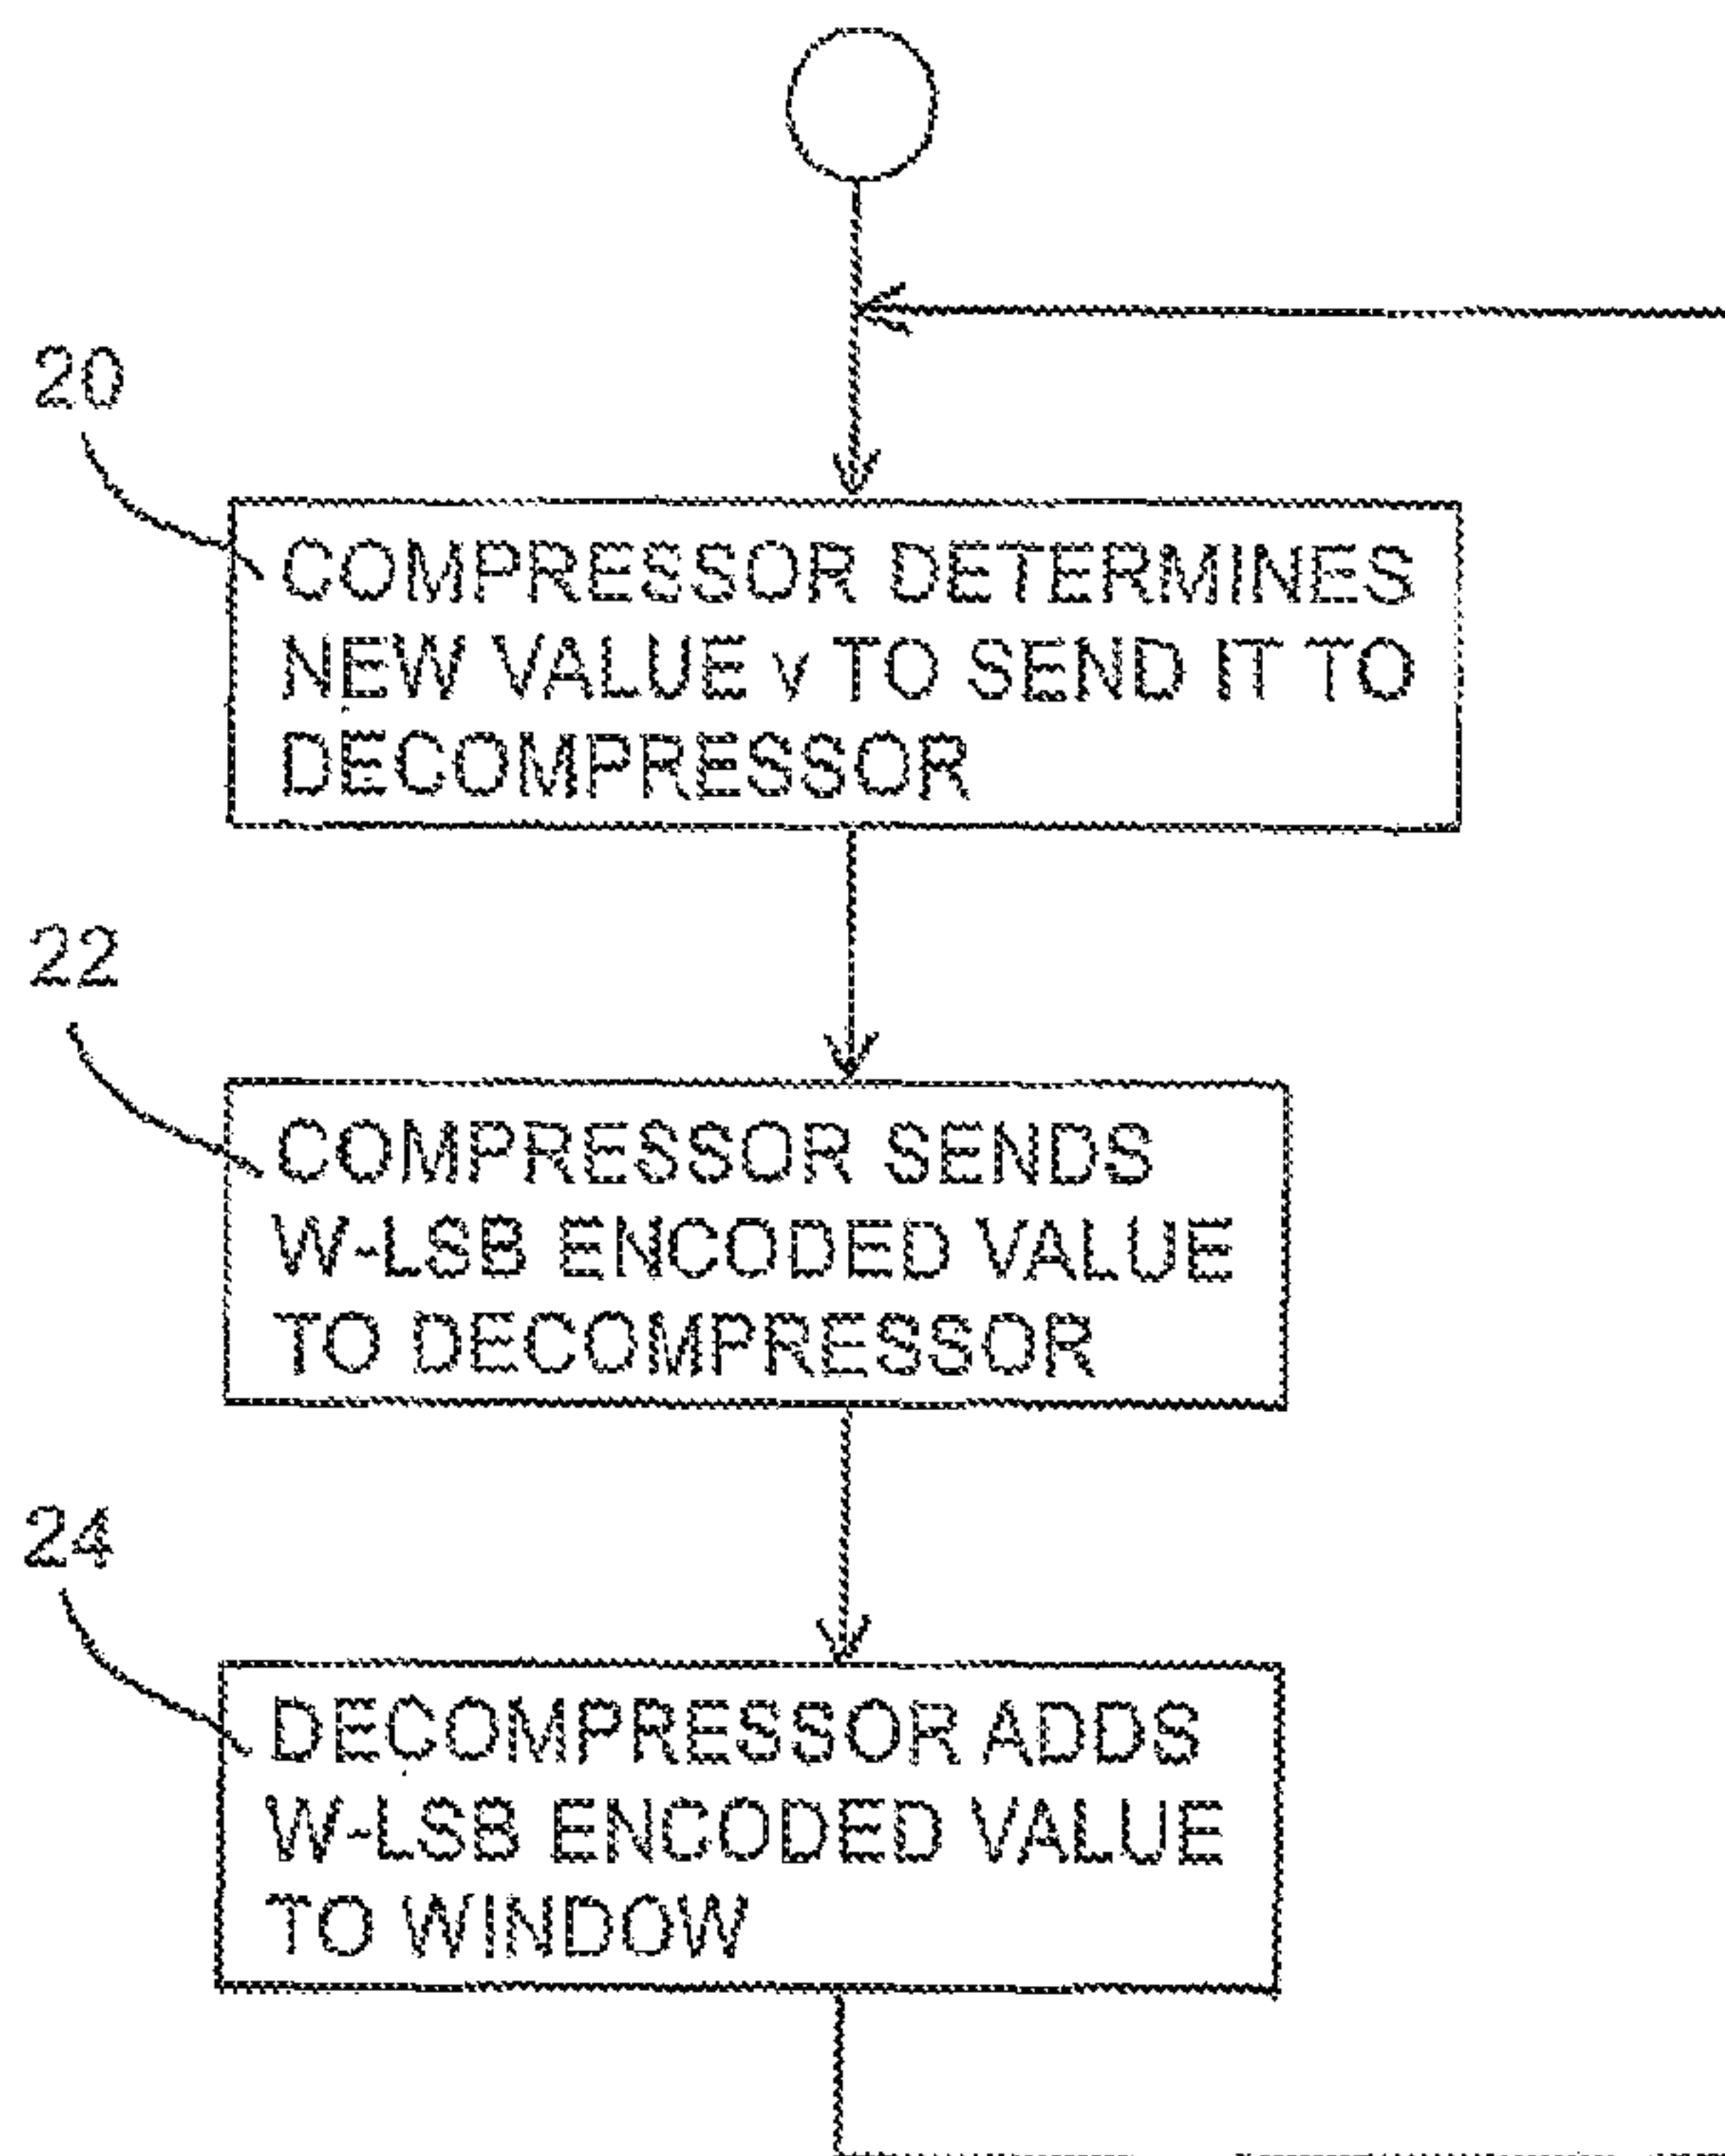 20
COMPRESSOR DETERMINES
NEW VALUE v TO SEND IT TO
DECOMPRESSOR
22
COMPRESSOR SENDS
W-LSB ENCODED VALUE
TO DECOMPRESSOR
24
DECOMPRESSOR ADDS
W-LSB ENCODED VALUE
TO WINDOW